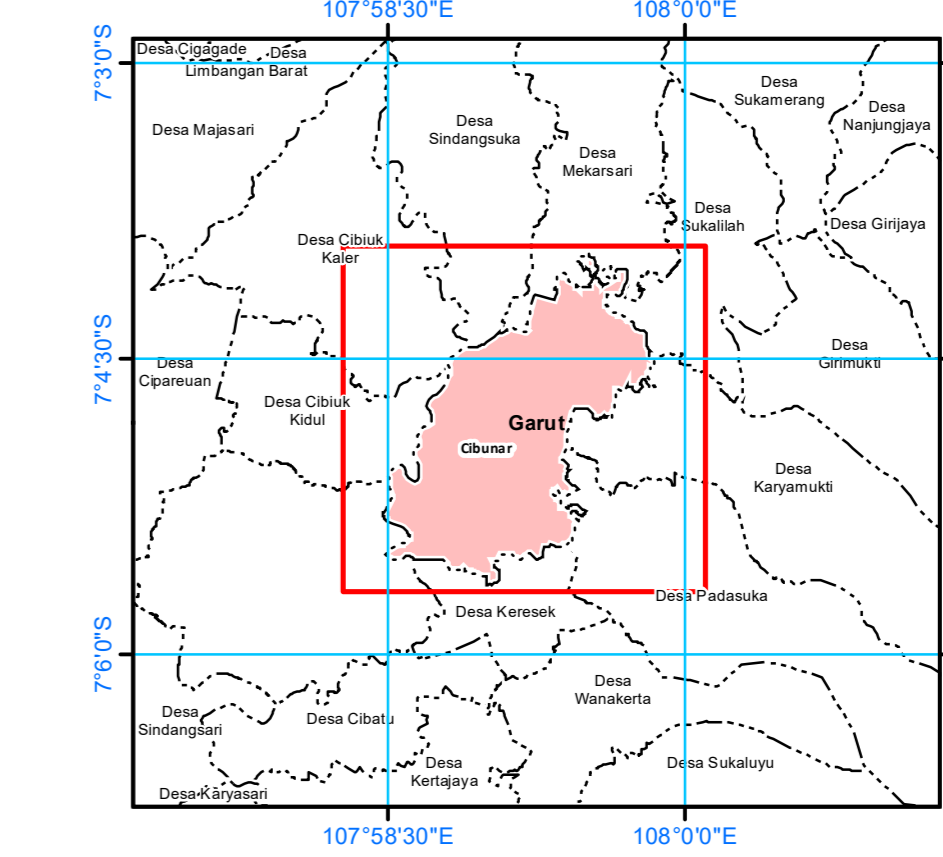 107°58'30"E
108°0'0"E
7°3'0"S
7°4'30"S
7°6'0"S
Desa Cigagade
Desa
Limbangan Barat
Desa Majasari
Desa
Sindangsuka
Desa
Mekarsari
Desa
Sukamerang
Desa
Nanjungjaya
Desa
Sukalilah
Desa Girijaya
Desa Cibiuk
Kaler
Desa
Cipareuan
Desa
Girimukti
Desa Cibiuk
Kidul
Garut
Cibunar
Desa
Karyamukti
Desa Padasuka
Desa Keresek
Desa
Wanakerta
Desa
Sindangsari
Desa Cibatu
Desa
Kertajaya
Desa Sukaluyu
Desa Karyasari
107°58'30"E
108°0'0"E